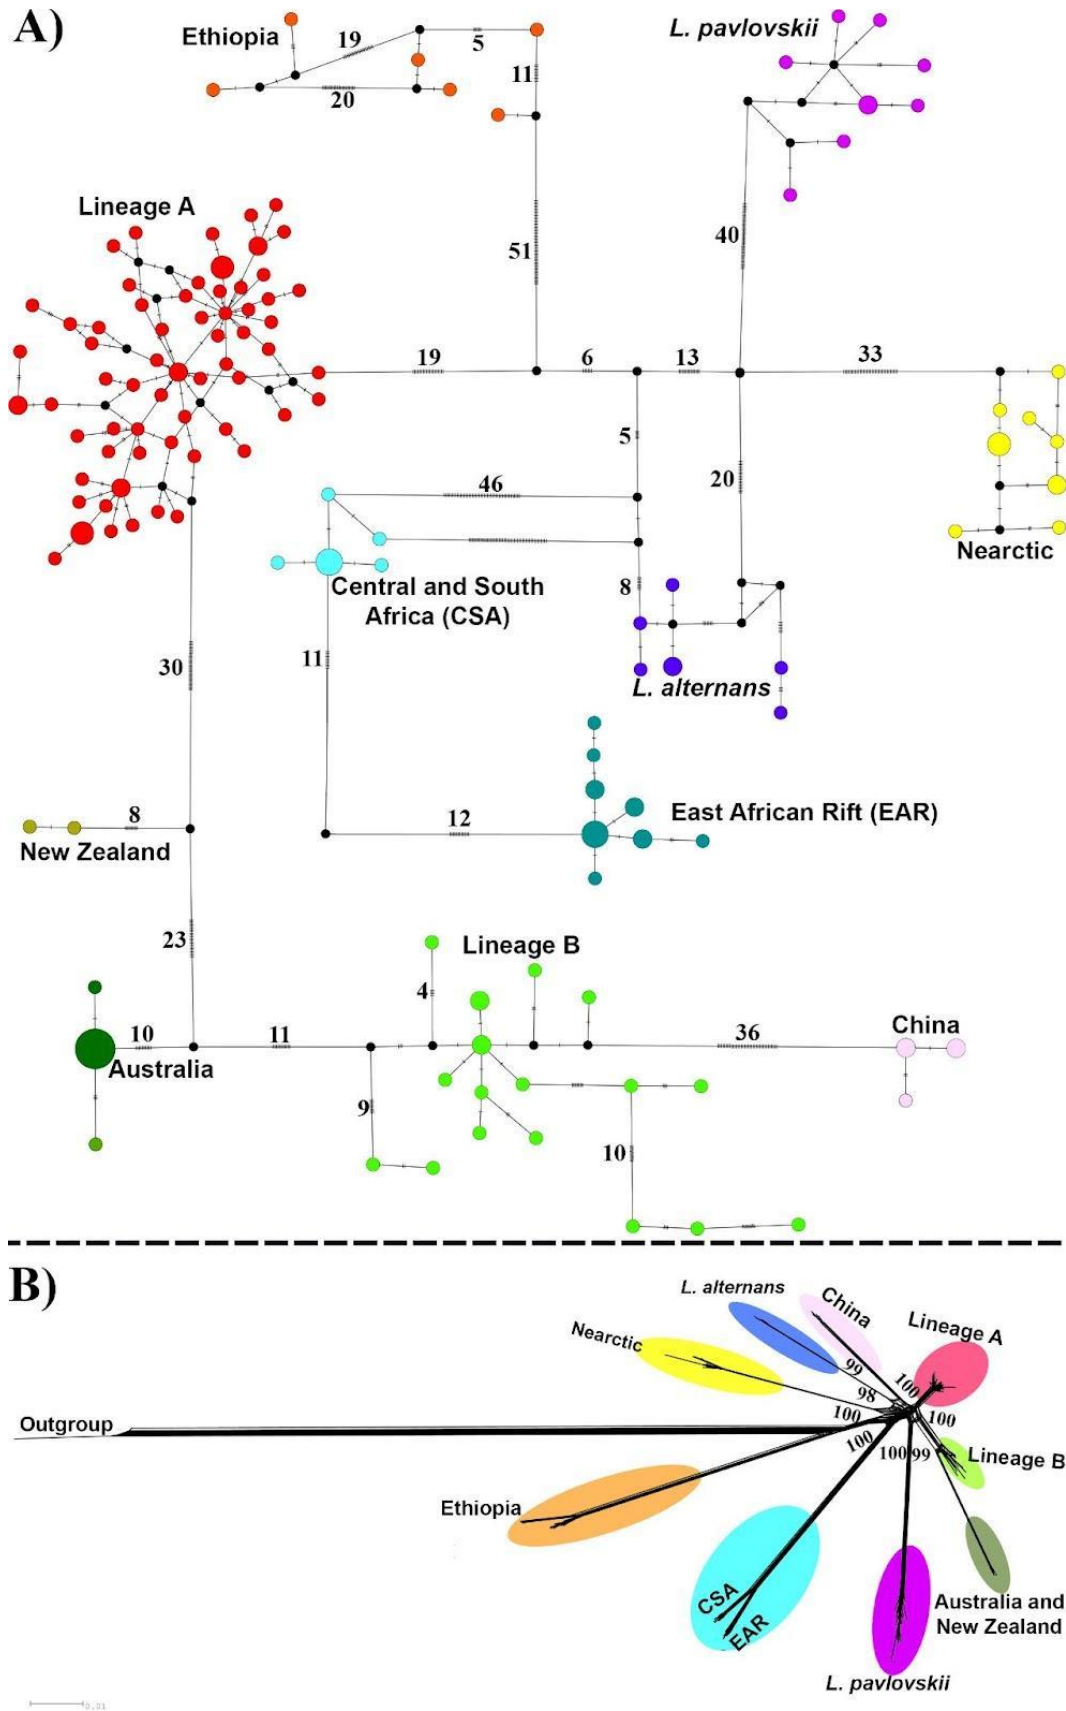 A)
Ethiopia
19
5
L. pavlovskii
11
20
Lineage A
51
40
19
6
13
33
5
20
46
Nearctic
Central and South
Africa (CSA)
8
L. alternans
30
11
8
New Zealand
12
East African Rift (EAR)
23
Lineage B
4
10
Australia
11
36
China
9
10
B)
L. alternans
China
Lineage A
Nearctic
99
100
98
100
100
Outgroup
100
100
99
Lineage B
Ethiopia
CSA
EAR
Australia and
New Zealand
L. pavlovskii
0.01